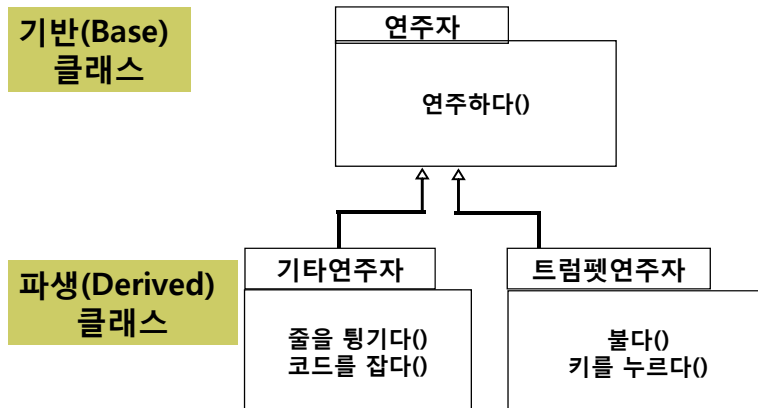 기반(Base)
클래스
연주자
연주하다()
파생(Derived)
클래스
기타연주자
줄을 튕기다()
코드를 잡다()
트럼펫연주자
불다()
키를 누르다()